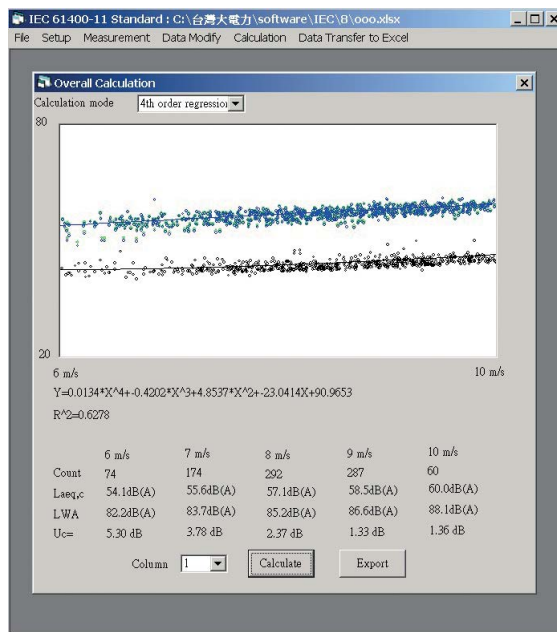 IEC 61400-11 Standard : C:\台灣大電力\software\IEC\8\ooo.xlsx
File Setup Measurement Data Modify Calculation Data Transfer to Excel
Overall Calculation
Calculation mode 4th order regression
80
20
6 m/s 10 m/s
Y=0.0134*X^4+-0.4202*X^3+4.8537*X^2+-23.0414X+90.9653
R^2=0.6278
6 m/s 7 m/s 8 m/s 9 m/s 10 m/s
Count 74 174 292 287 60
Laeq,c 54.1dB(A) 55.6dB(A) 57.1dB(A) 58.5dB(A) 60.0dB(A)
LWA 82.2dB(A) 83.7dB(A) 85.2dB(A) 86.6dB(A) 88.1dB(A)
Uc= 5.30 dB 3.78 dB 2.37 dB 1.33 dB 1.36 dB
Column 1 Calculate Export